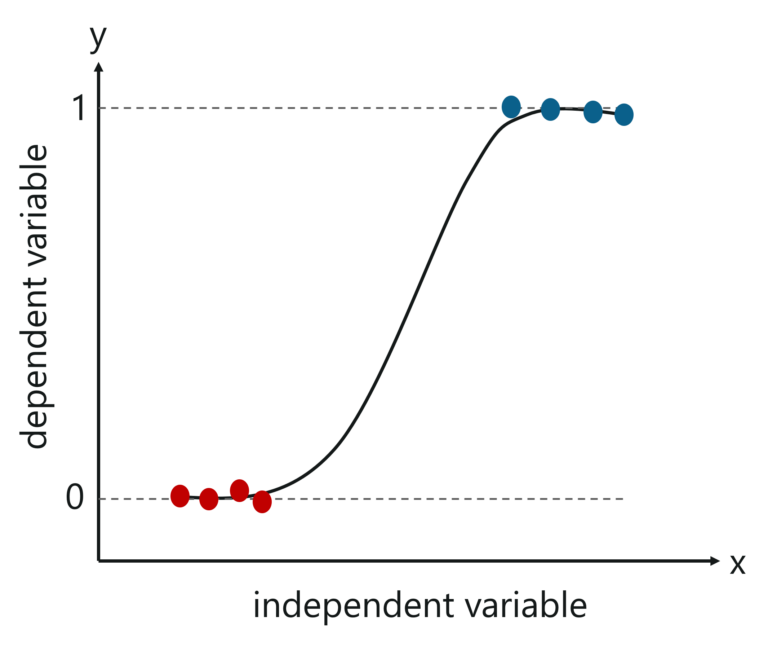 y
1
dependent variable
0
x
independent variable